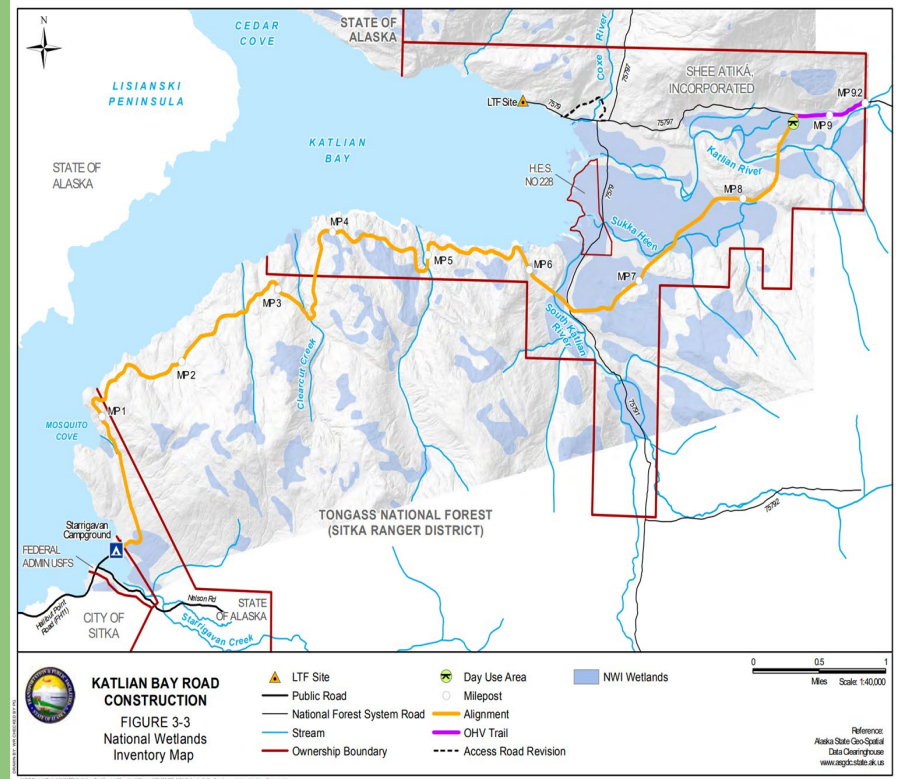 N
CEDAR
COVE
STATE OF
ALASKA
LISIANSKI
PENINSULA
STATE OF
ALASKA
KATLIAN
BAY
LTF Site
7579
Coxe River
75797
SHEE ATIKÁ,
INCORPORATED
MP 9.2
MP 9
75797
Katlian River
H.E.S.
NO 228
7579
MP 8
Sukka Héen
MP 4
MP 5
MP 6
MP 7
MP 3
South Katlian
River
Clearcut Creek
MP 2
MP 1
MOSQUITO
COVE
75791
75792
TONGASS NATIONAL FOREST
(SITKA RANGER DISTRICT)
Starrigavan
Campground
FEDERAL
ADMIN USFS
Halibut Point
Road (FH11)
CITY OF
SITKA
Nelson Rd
STATE
OF ALASKA
Starrigavan Creek
KATLIAN BAY ROAD
CONSTRUCTION
FIGURE 3-3
National Wetlands
Inventory Map
LTF Site
Public Road
National Forest System Road
Stream
Ownership Boundary
Day Use Area
Milepost
Alignment
OHV Trail
Access Road Revision
NWI Wetlands
0 0.5 1
Miles Scale: 1:40,000
Reference:
Alaska State Geo-Spatial
Data Clearinghouse
www.asgdc.state.ak.us